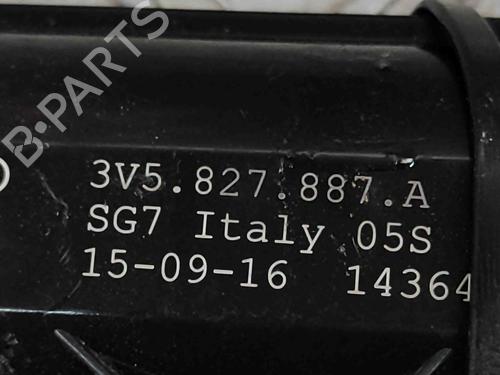 B-PARTS
3V5.827.887.A
SG7 Italy 05S
15-09-16 14364